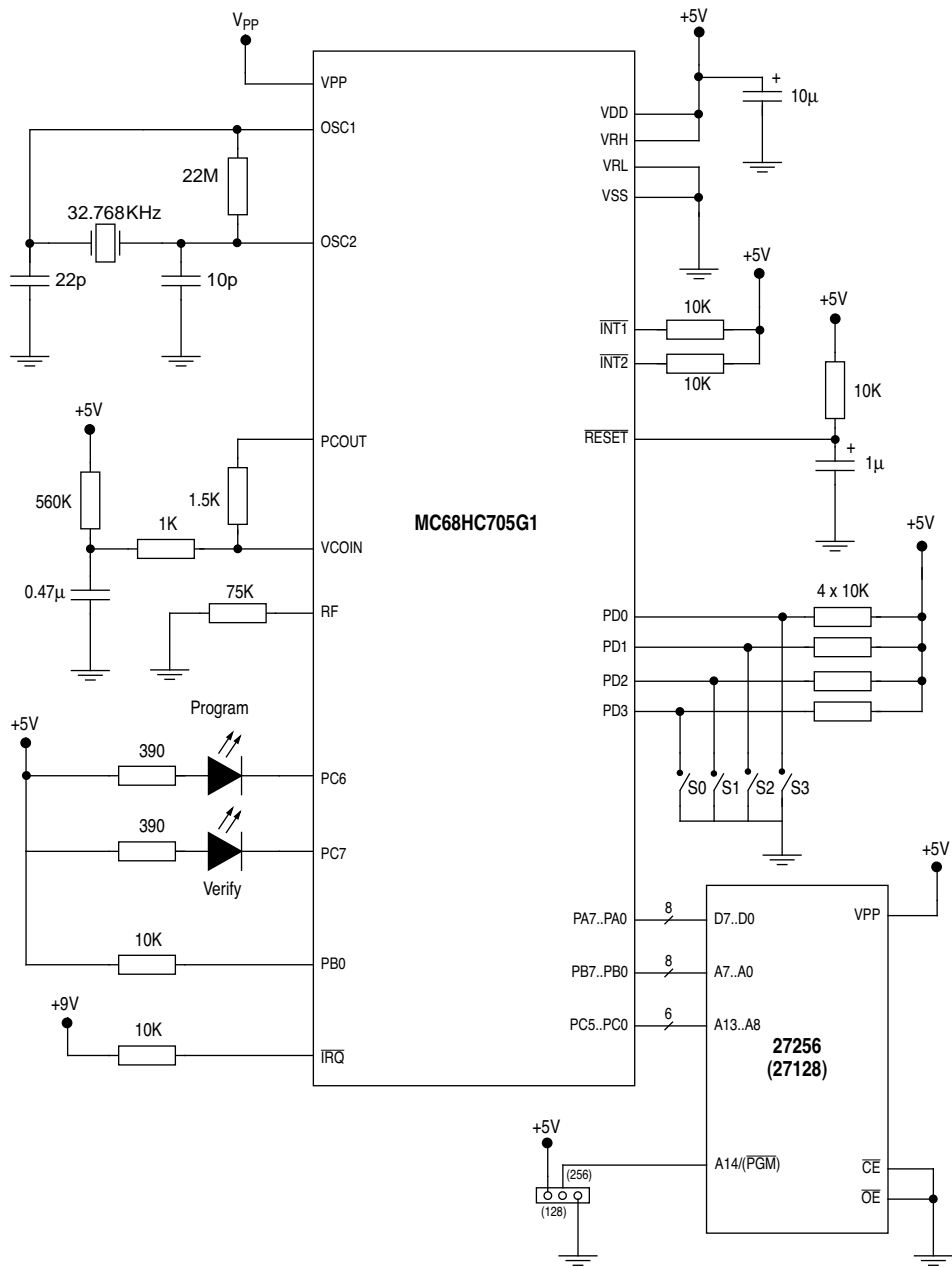 VPP
+5V
VPP
OSC1
22M
32.768KHz
OSC2
22p
10p
+5V
PCOUT
560K
1.5K
1K
VCOIN
0.47µ
75K
RF
Program
+5V
390
PC6
390
PC7
Verify
10K
PB0
+9V
10K
IRQ
MC68HC705G1
+
10µ
VDD
VRH
VRL
VSS
+5V
10K
INT1
INT2
10K
+5V
10K
RESET
+
1µ
+5V
4 x 10K
PD0
PD1
PD2
PD3
S0
S1
S2
S3
+5V
PA7..PA0
8
D7..D0
VPP
PB7..PB0
8
A7..A0
PC5..PC0
6
A13..A8
27256
(27128)
+5V
A14/(PGM)
(256)
(128)
CE
OE